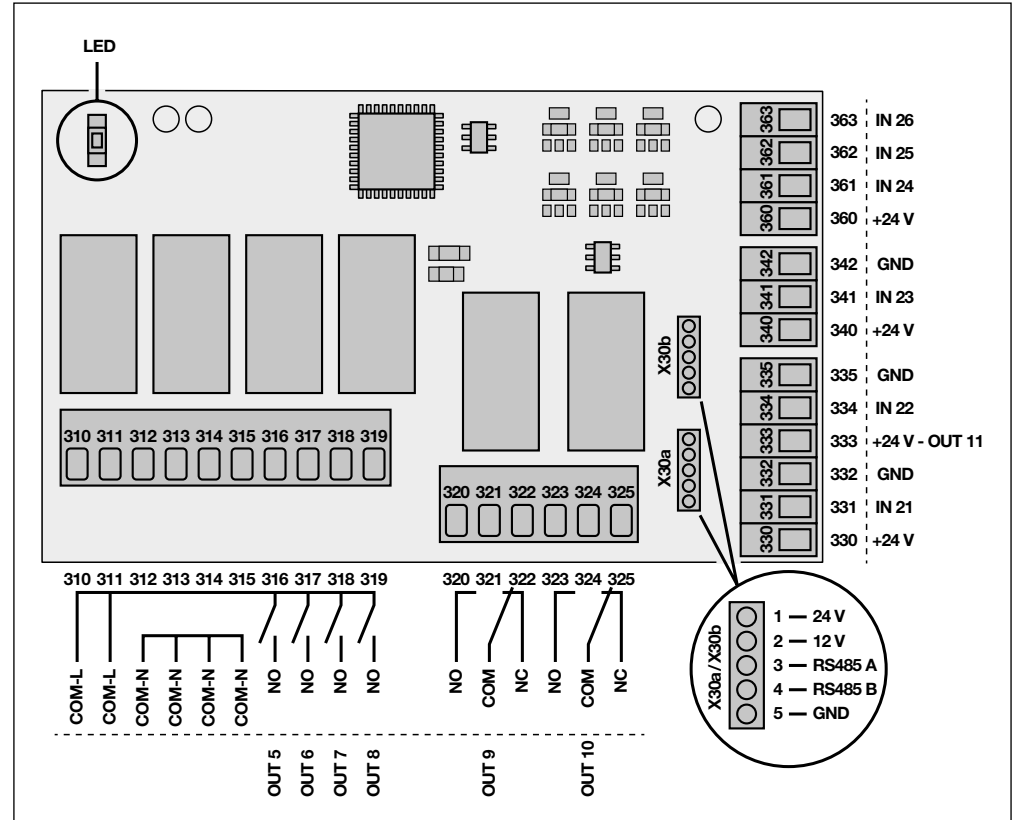 LED
363 363 IN 26
362 362 IN 25
361 361 IN 24
360 360 +24 V
342 342 GND
341 341 IN 23
340 340 +24 V
X30b
335 335 GND
334 334 IN 22
333 333 +24 V - OUT 11
332 332 GND
331 331 IN 21
330 330 +24 V
X30a
310 311 312 313 314 315 316 317 318 319
320 321 322 323 324 325
310 311 312 313 314 315 316 317 318 319
320 321 322 323 324 325
COM-L COM-L COM-N COM-N COM-N COM-N NO NO NO NO
NO COM NC NO COM NC
OUT 5 OUT 6 OUT 7 OUT 8
OUT 9 OUT 10
X30a/X30b
1 — 24 V
2 — 12 V
3 — RS485 A
4 — RS485 B
5 — GND